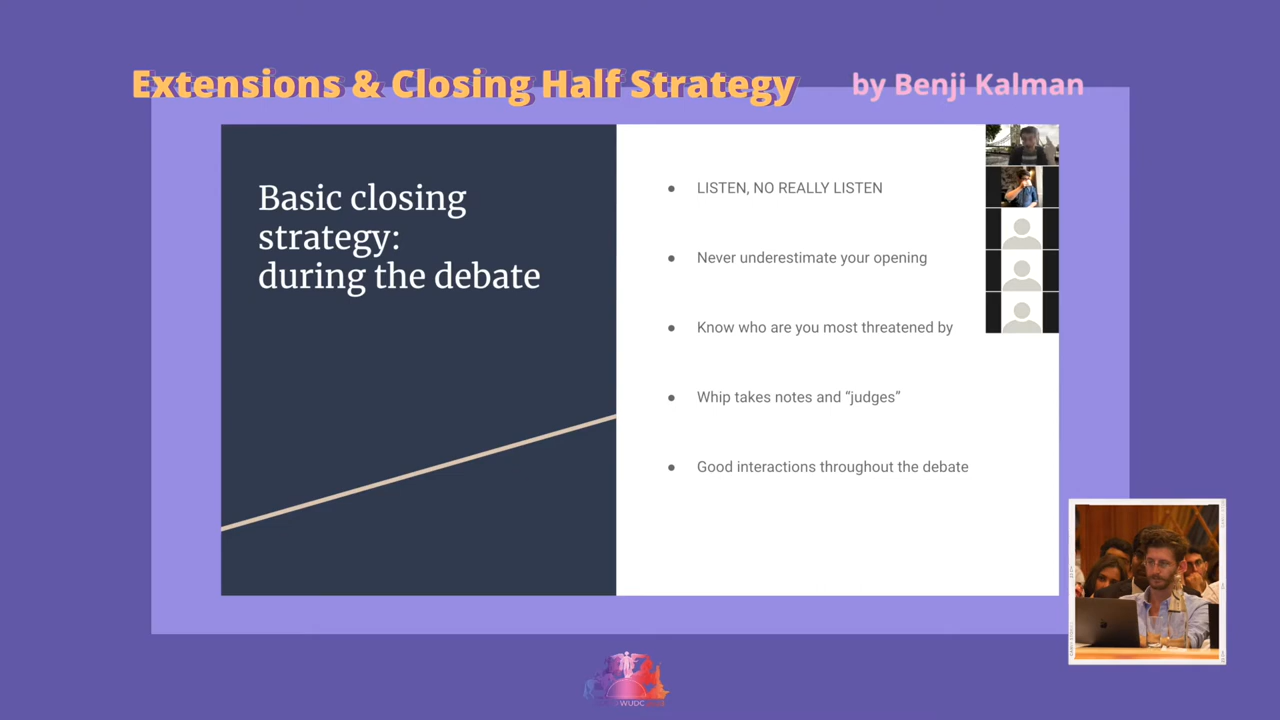 Extensions & Closing Half Strategy
by Benji Kalman
Basic closing
strategy:
during the debate
LISTEN, NO REALLY LISTEN
Never underestimate your opening
Know who are you most threatened by
Whip takes notes and “judges”
Good interactions throughout the debate
WUDC